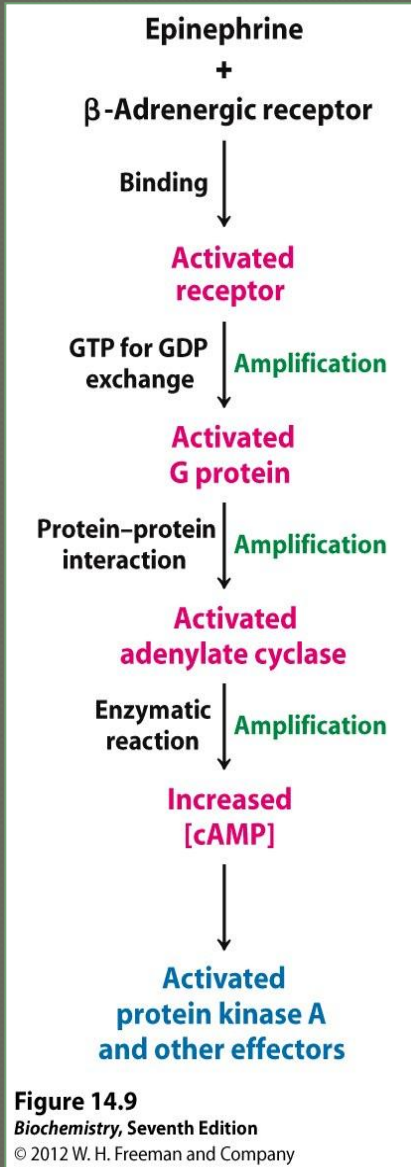 Epinephrine
+
β-Adrenergic receptor
Binding
Activated
receptor
GTP for GDP
exchange
Amplification
Activated
G protein
Protein–protein
interaction
Amplification
Activated
adenylate cyclase
Enzymatic
reaction
Amplification
Increased
[cAMP]
Activated
protein kinase A
and other effectors
Figure 14.9
Biochemistry, Seventh Edition
© 2012 W. H. Freeman and Company